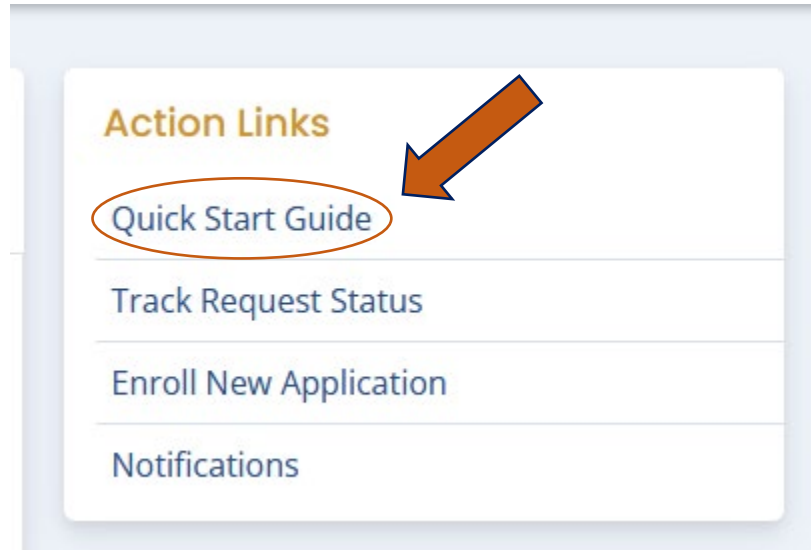 Action Links
Quick Start Guide
Track Request Status
Enroll New Application
Notifications